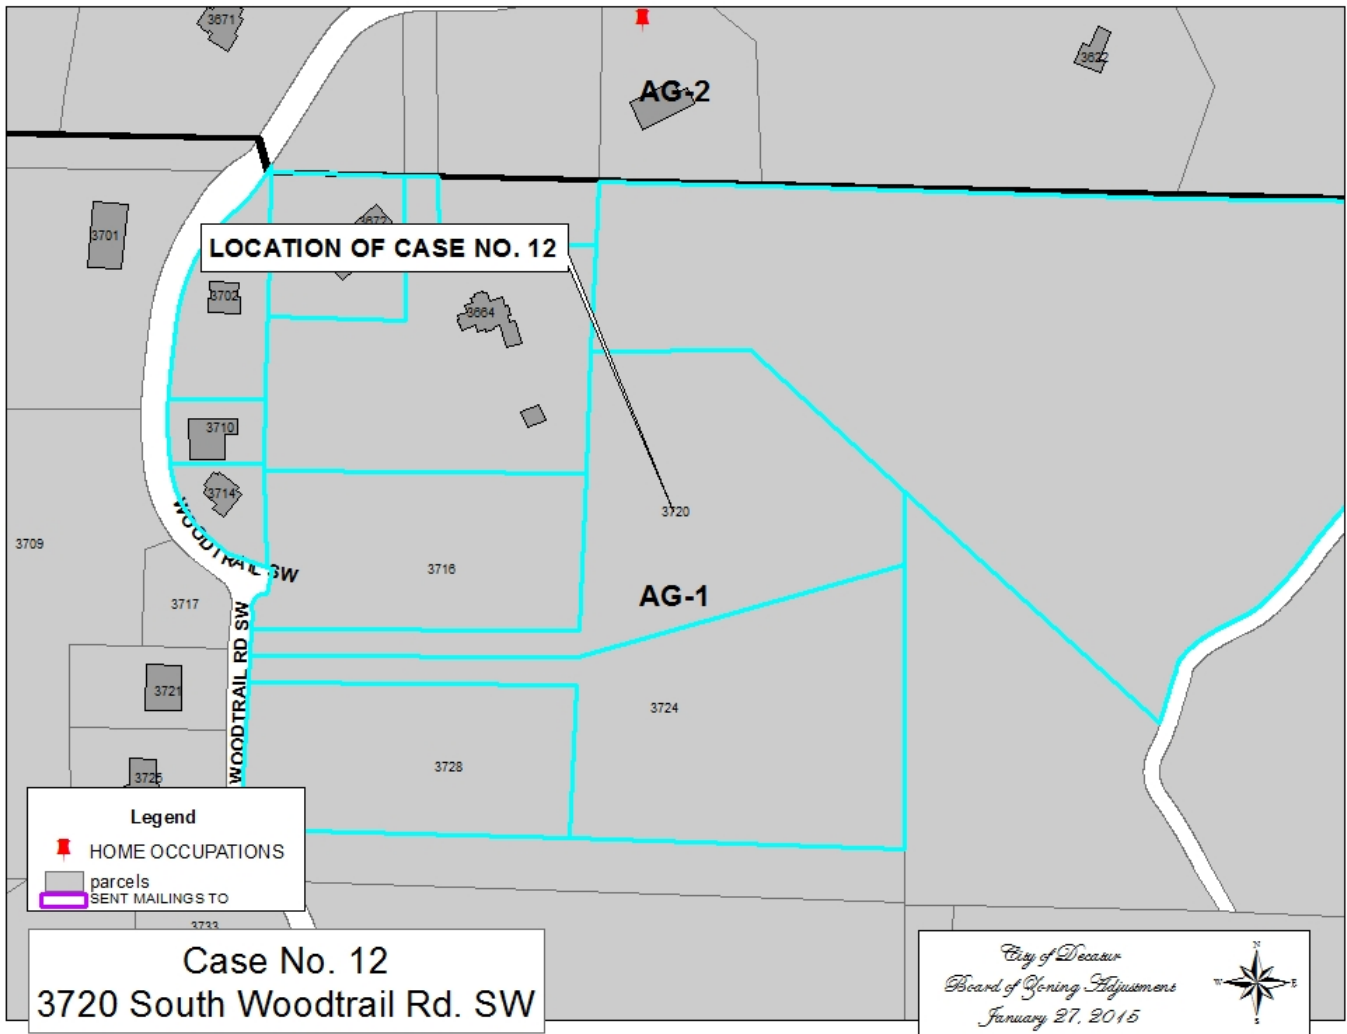 3671
AG-2
3622
3701
3672
LOCATION OF CASE NO. 12
3702
3664
3710
3714
WOODTRAIL SW
3720
3709
3716
AG-1
3717
WOODTRAIL RD SW
3721
3724
3728
3725
Legend
HOME OCCUPATIONS
parcels
SENT MAILINGS TO
3733
Case No. 12
3720 South Woodtrail Rd. SW
City of Decatur
Board of Zoning Adjustment
January 27, 2015
N
W E
S